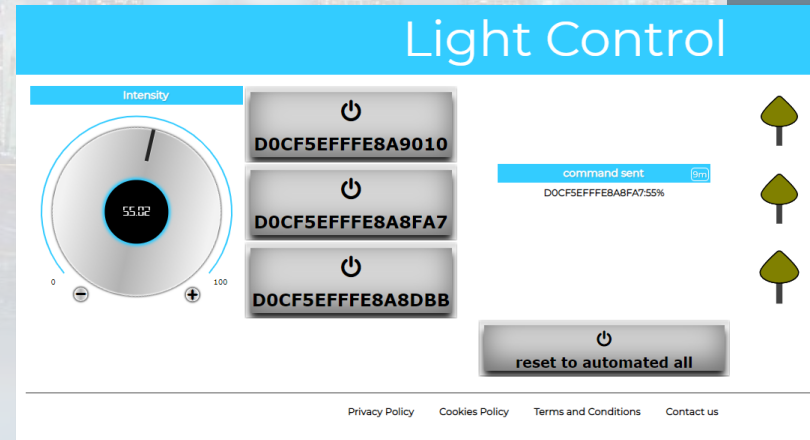 Light Control
Intensity
55.02
0
100
D0CF5EFFFE8A9010
D0CF5EFFFE8A8FA7
D0CF5EFFFE8A8DBB
command sent
9m
D0CF5EFFFE8A8FA7:55%
reset to automated all
Privacy Policy Cookies Policy Terms and Conditions Contact us